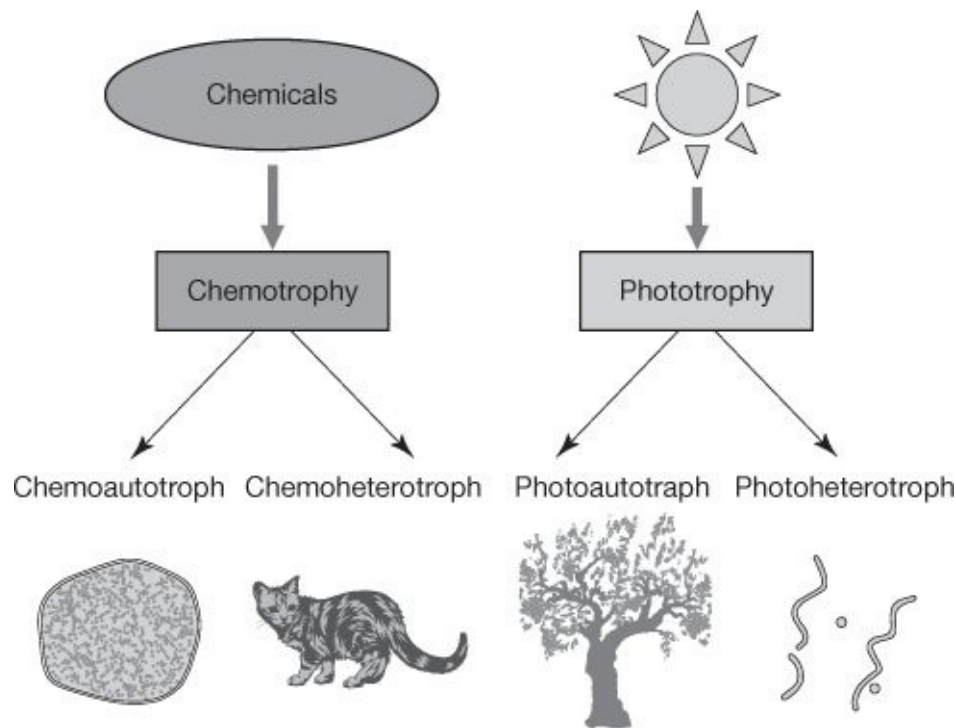 Chemicals
Chemotrophy
Phototrophy
Chemoautotroph
Chemoheterotroph
Photoautotraph
Photoheterotroph